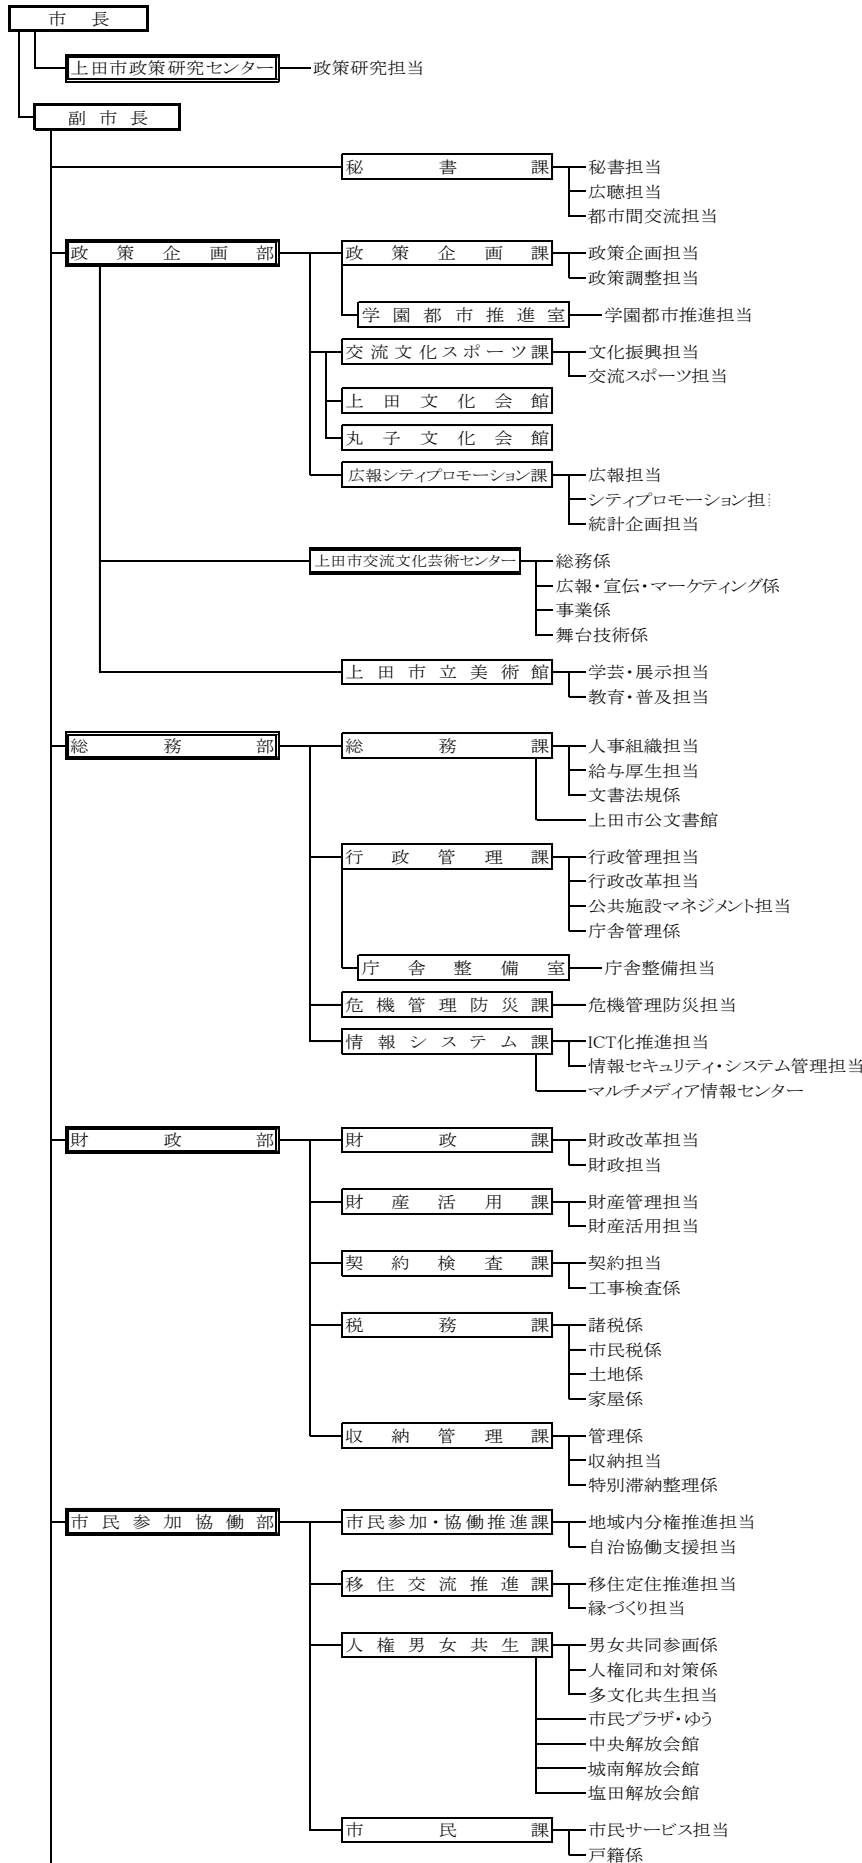 市長
上田市政策研究センター 政策研究担当
副市長
秘書課 秘書担当
広聴担当
都市間交流担当
政策企画部 政策企画課 政策企画担当
政策調整担当
学園都市推進室 学園都市推進担当
交流文化スポーツ課 文化振興担当
交流スポーツ担当
上田文化会館
丸子文化会館
広報シティプロモーション課 広報担当
シティプロモーション担
統計企画担当
上田市交流文化芸術センター 総務係
広報・宣伝・マーケティング係
事業係
舞台技術係
上田市立美術館 学芸・展示担当
教育・普及担当
総務部 総務課 人事組織担当
給与厚生担当
文書法規係
上田市公文書館
行政管理課 行政管理担当
行政改革担当
公共施設マネジメント担当
庁舎管理係
庁舎整備室 庁舎整備担当
危機管理防災課 危機管理防災担当
情報システム課 ICT化推進担当
情報セキュリティ・システム管理担当
マルチメディア情報センター
財政部 財政課 財政改革担当
財政担当
財産活用課 財産管理担当
財産活用担当
契約検査課 契約担当
工事検査係
税務課 諸税係
市民税係
土地係
家屋係
収納管理課 管理係
収納担当
特別滞納整理係
市民参加協働部 市民参加・協働推進課 地域内分権推進担当
自治協働支援担当
移住交流推進課 移住定住推進担当
縁づくり担当
人権男女共生課 男女共同参画係
人権同和対策係
多文化共生担当
市民プラザ・ゆう
中央解放会館
城南解放会館
塩田解放会館
市民課 市民サービス担当
戸籍係